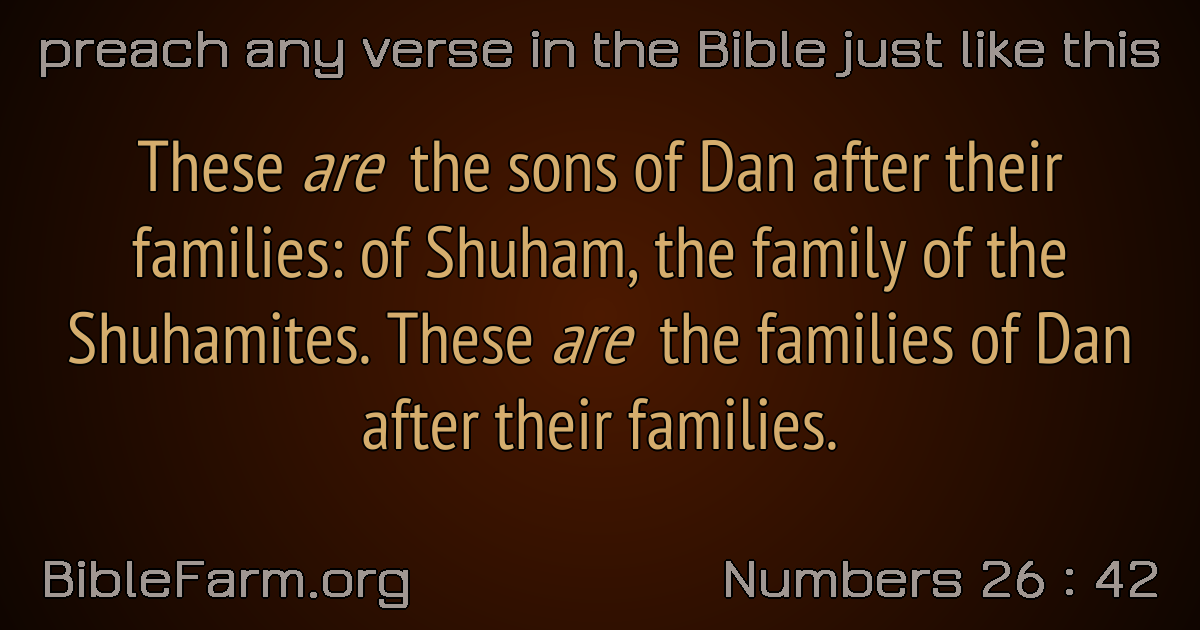 preach any verse in the Bible just like this
These are the sons of Dan after their
families: of Shuham, the family of the
Shuhamites. These are the families of Dan
after their families.
BibleFarm.org
Numbers 26 : 42